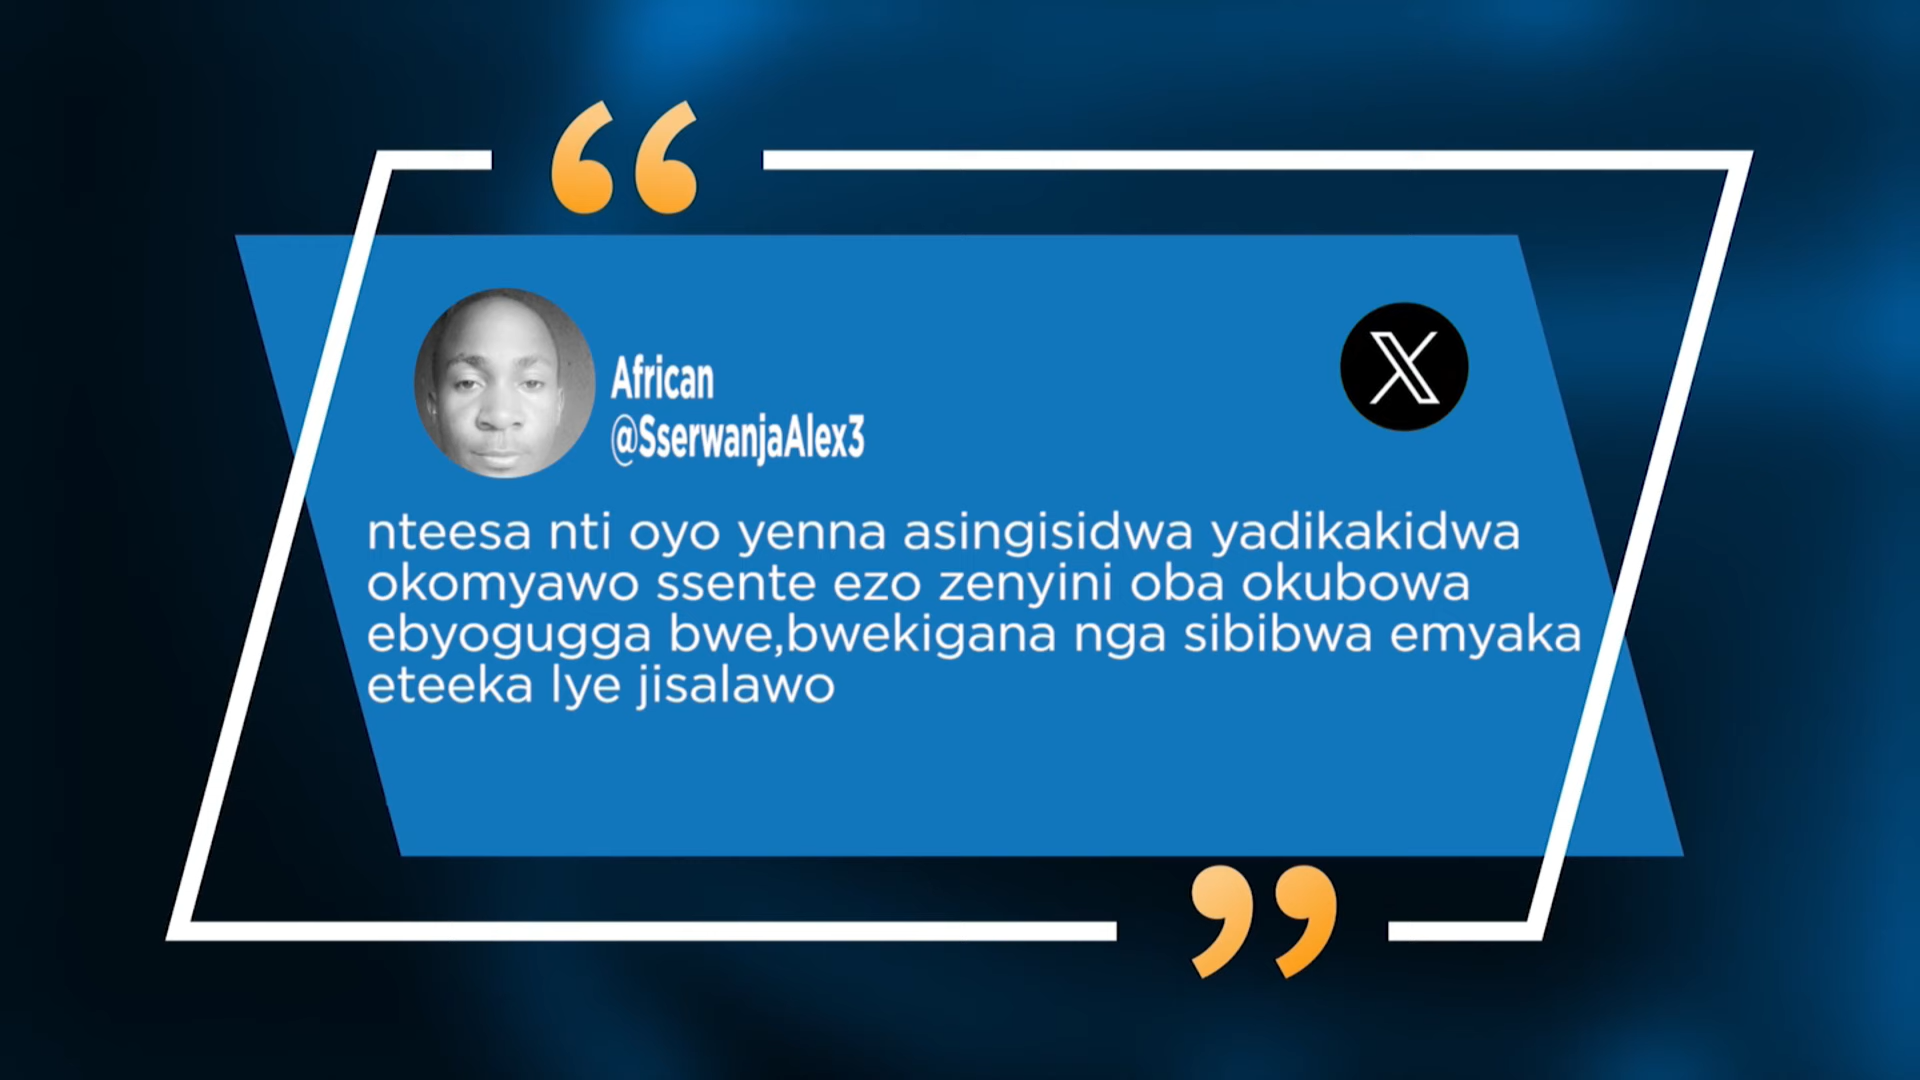 African
@SserwanjaAlex3
nteesa nti oyo yenna asingisidwa yadikakidwa
okomyawo ssente ezo zenyini oba okubowa
ebyogugga bwe,bwekigana nga sibibwa emyaka
eteeka lye jisalawo